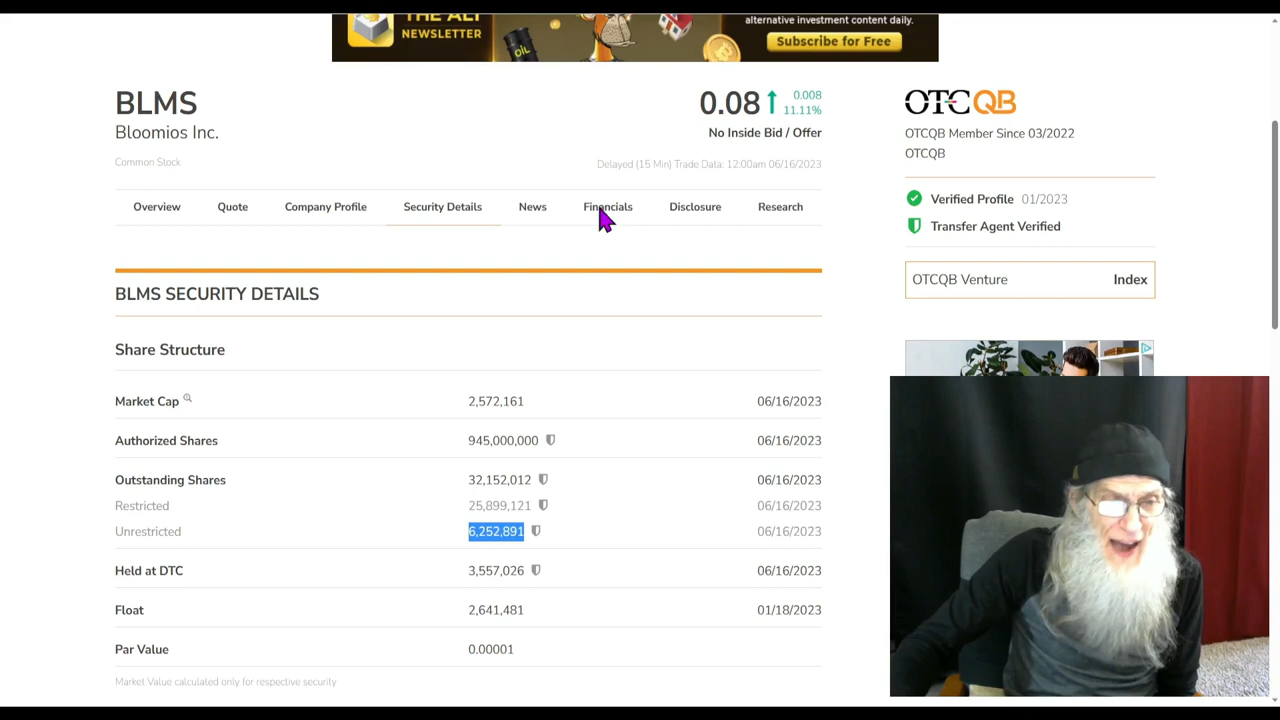 THE ALT
NEWSLETTER
OIL
alternative investment content daily.
Subscribe for Free
BLMS
Bloomios Inc.
Common Stock
0.08
0.008
11.11%
No Inside Bid / Offer
Delayed (15 Min) Trade Data: 12:00am 06/16/2023
OTCQB
OTCQB Member Since 03/2022
OTCQB
Verified Profile 01/2023
Transfer Agent Verified
OTCQB Venture Index
Overview Quote Company Profile Security Details News Financials Disclosure Research
BLMS SECURITY DETAILS
Share Structure
Market Cap 2,572,161 06/16/2023
Authorized Shares 945,000,000 06/16/2023
Outstanding Shares 32,152,012 06/16/2023
Restricted 25,899,121 06/16/2023
Unrestricted 6,252,891 06/16/2023
Held at DTC 3,557,026 06/16/2023
Float 2,641,481 01/18/2023
Par Value 0.00001
Market Value calculated only for respective security